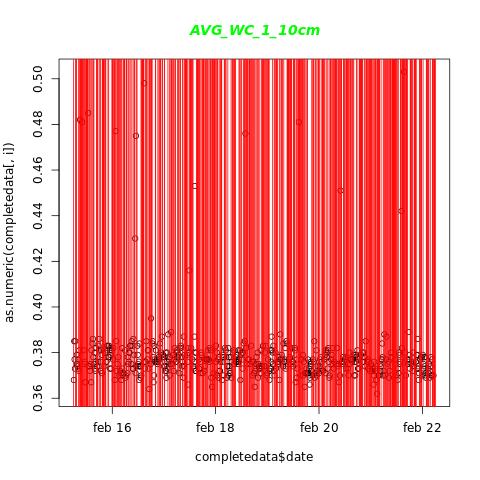 AVG_WC_1_10cm
as.numeric(completedata[, i])
0.50
0.48
0.46
0.44
0.42
0.40
0.38
0.36
feb 16
feb 18
feb 20
feb 22
completedata$date